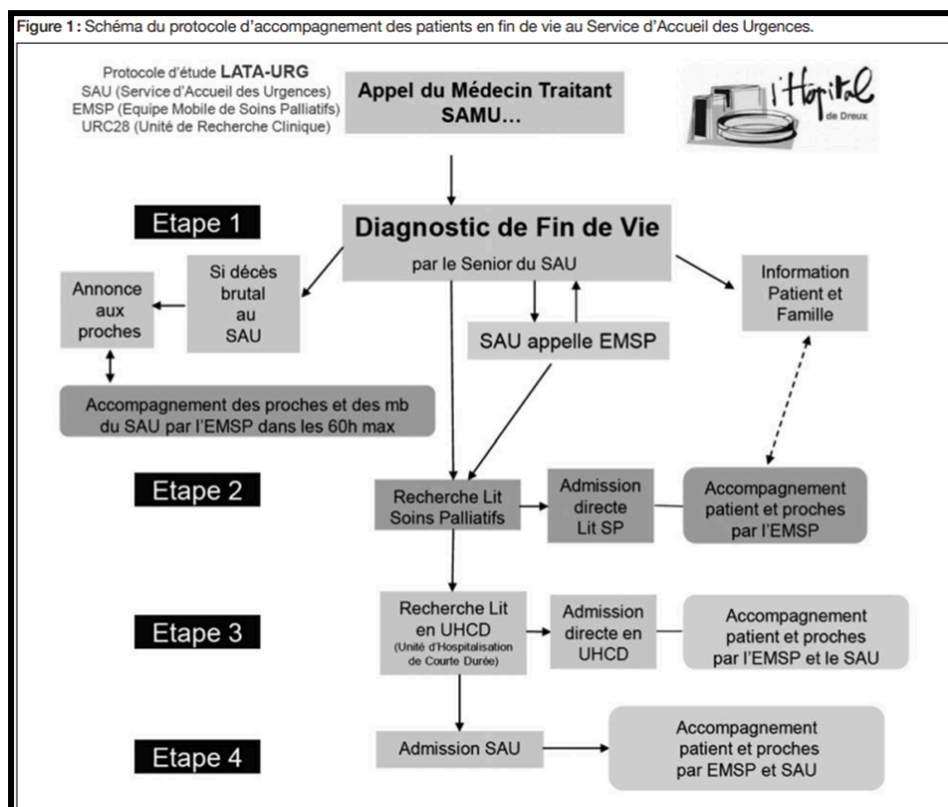 Figure 1 : Schéma du protocole d'accompagnement des patients en fin de vie au Service d'Accueil des Urgences.
Protocole d'étude LATA-URG
SAU (Service d'Accueil des Urgences)
EMSP (Equipe Mobile de Soins Palliatifs)
URC28 (Unité de Recherche Clinique)
Appel du Médecin Traitant
SAMU...
l'Hôpital
de Dreux
Etape 1
Diagnostic de Fin de Vie
par le Senior du SAU
Annonce
aux
proches
Si décès
brutal
au
SAU
SAU appelle EMSP
Information
Patient et
Famille
Accompagnement des proches et des mb
du SAU par l'EMSP dans les 60h max
Etape 2
Recherche Lit
Soins Palliatifs
Admission
directe
Lit SP
Accompagnement
patient et proches
par l'EMSP
Etape 3
Recherche Lit
en UHCD
(Unité d'Hospitalisation
de Courte Durée)
Admission
directe en
UHCD
Accompagnement
patient et proches
par l'EMSP et le SAU
Etape 4
Admission SAU
Accompagnement
patient et proches
par EMSP et SAU